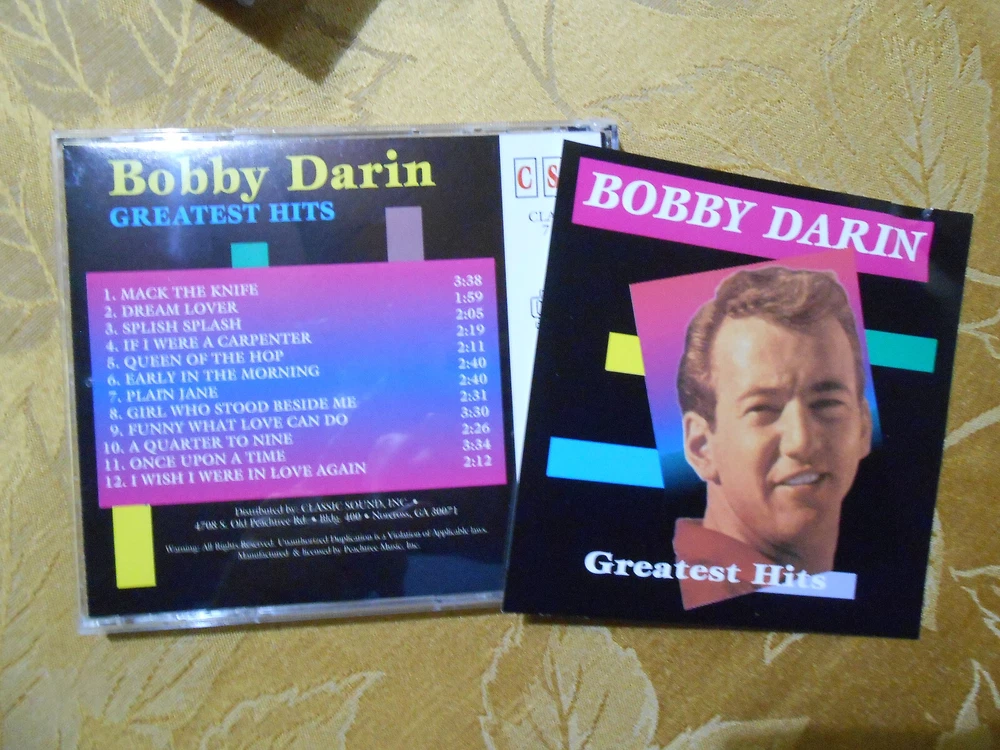 Bobby Darin
GREATEST HITS
1. MACK THE KNIFE 3:38
2. DREAM LOVER 1:59
3. SPLISH SPLASH 2:05
4. IF I WERE A CARPENTER 2:19
5. QUEEN OF THE HOP 2:11
6. EARLY IN THE MORNING 2:40
7. PLAIN JANE 2:40
8. GIRL WHO STOOD BESIDE ME 2:31
9. FUNNY WHAT LOVE CAN DO 3:30
10. A QUARTER TO NINE 2:26
11. ONCE UPON A TIME 3:34
12. I WISH I WERE IN LOVE AGAIN 2:12
Distributed by: CLASSIC SOUND, INC. •
4708 S. Old Peachtree Rd. • Bldg. 400 • Norcross, GA 30071
Warning: All Rights Reserved. Unauthorized Duplication is a Violation of Applicable laws.
Manufactured & licensed by Peachtree Music, Inc.
C S
CLA
7
BOBBY DARIN
Greatest Hits